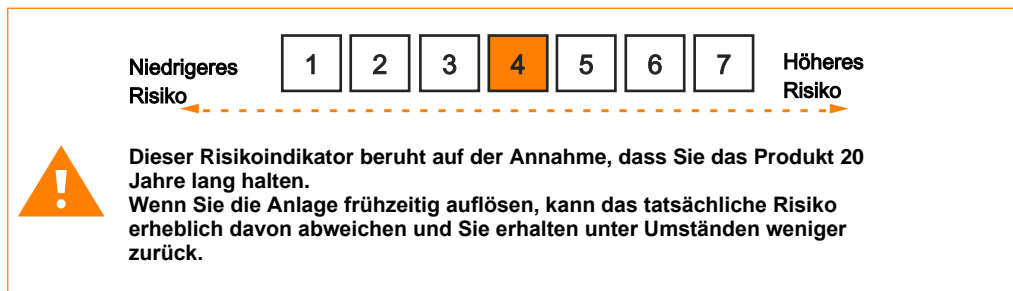 Niedrigeres
Risiko
1 2 3 4 5 6 7
Höheres
Risiko
!
Dieser Risikoindikator beruht auf der Annahme, dass Sie das Produkt 20
Jahre lang halten.
Wenn Sie die Anlage frühzeitig auflösen, kann das tatsächliche Risiko
erheblich davon abweichen und Sie erhalten unter Umständen weniger
zurück.